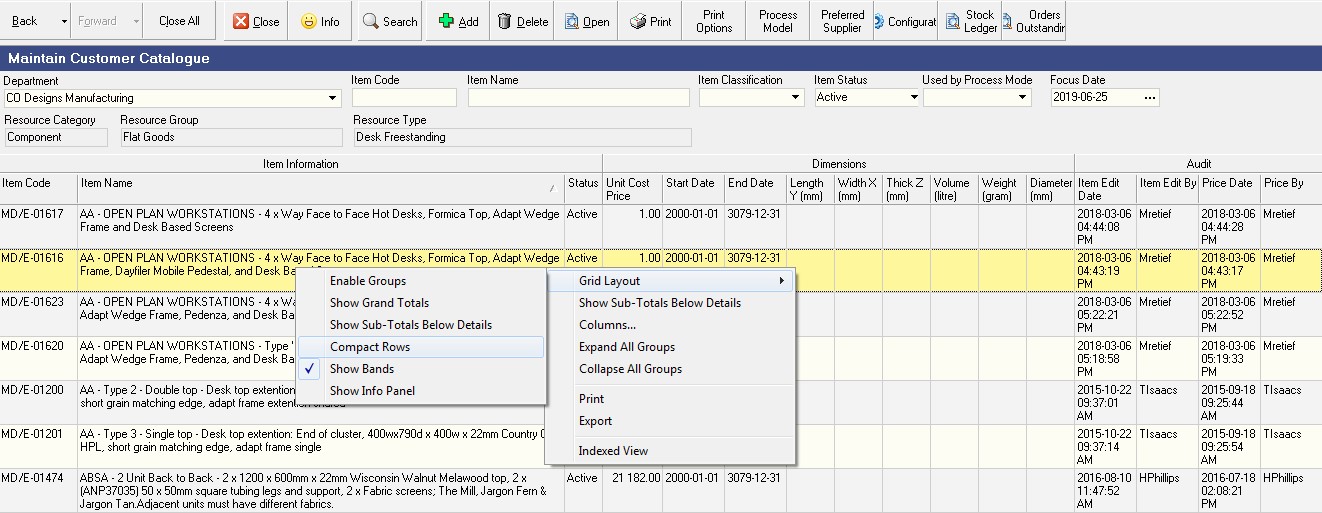 Back Forward Close All Close Info Search Add Delete Open Print Print Options Process Model Preferred Supplier Configurat Stock Ledger Orders Outstandin
Maintain Customer Catalogue
Department Item Code Item Name Item Classification Item Status Used by Process Mode Focus Date
CO Designs Manufacturing Active 2019-06-25 ...
Resource Category Resource Group Resource Type
Component Flat Goods Desk Freestanding
Item Information Dimensions Audit
Item Code Item Name Status Unit Cost Price Start Date End Date Length Y (mm) Width X (mm) Thick Z (mm) Volume (litre) Weight (gram) Diameter (mm) Item Edit Date Item Edit By Price Date Price By
MD/E-01617 AA - OPEN PLAN WORKSTATIONS - 4 x Way Face to Face Hot Desks, Formica Top, Adapt Wedge Active 1.00 2000-01-01 3079-12-31 2018-03-06 Mretief 2018-03-06 Mretief
Frame and Desk Based Screens 04:44:08 04:44:28
PM PM
MD/E-01616 AA - OPEN PLAN WORKSTATIONS - 4 x Way Face to Face Hot Desks, Formica Top, Adapt Wedge Active 1.00 2000-01-01 3079-12-31 2018-03-06 Mretief 2018-03-06 Mretief
Frame, Dayfiler Mobile Pedestal, and Desk Ba 04:43:19 04:43:17
PM PM
Enable Groups Grid Layout
Show Grand Totals Show Sub-Totals Below Details
Show Sub-Totals Below Details Columns...
Compact Rows Expand All Groups
Show Bands Collapse All Groups
Show Info Panel Print
Export
Indexed View
MD/E-01623 AA - OPEN PLAN WORKSTATIONS - 4 x Wa 2018-03-06 Mretief 2018-03-06 Mretief
Adapt Wedge Frame, Pedenza, and Desk Ba 05:22:21 05:22:52
PM PM
MD/E-01620 AA - OPEN PLAN WORKSTATIONS - Type ' 2018-03-06 Mretief 2018-03-06 Mretief
Adapt Wedge Frame, Pedenza, and Desk Ba 05:18:58 05:19:33
PM PM
MD/E-01200 AA - Type 2 - Double top - Desk top extention 2015-10-22 TIsaacs 2015-09-18 TIsaacs
short grain matching edge, adapt frame extention 09:37:01 09:25:44
AM AM
MD/E-01201 AA - Type 3 - Single top - Desk top extention: End of cluster, 400wx790d x 400w x 22mm Country 2015-10-22 TIsaacs 2015-09-18 TIsaacs
HPL, short grain matching edge, adapt frame single 09:37:14 09:25:54
AM AM
MD/E-01474 ABSA - 2 Unit Back to Back - 2 x 1200 x 600mm x 22mm Wisconsin Walnut Melawood top, 2 x Active 21 182.00 2000-01-01 3079-12-31 2016-08-10 HPhillips 2016-07-18 HPhillips
(ANP37035) 50 x 50mm square tubing legs and support, 2 x Fabric screens; The Mill, Jargon Fern & 11:47:52 02:08:21
Jargon Tan.Adjacent units must have different fabrics. AM PM